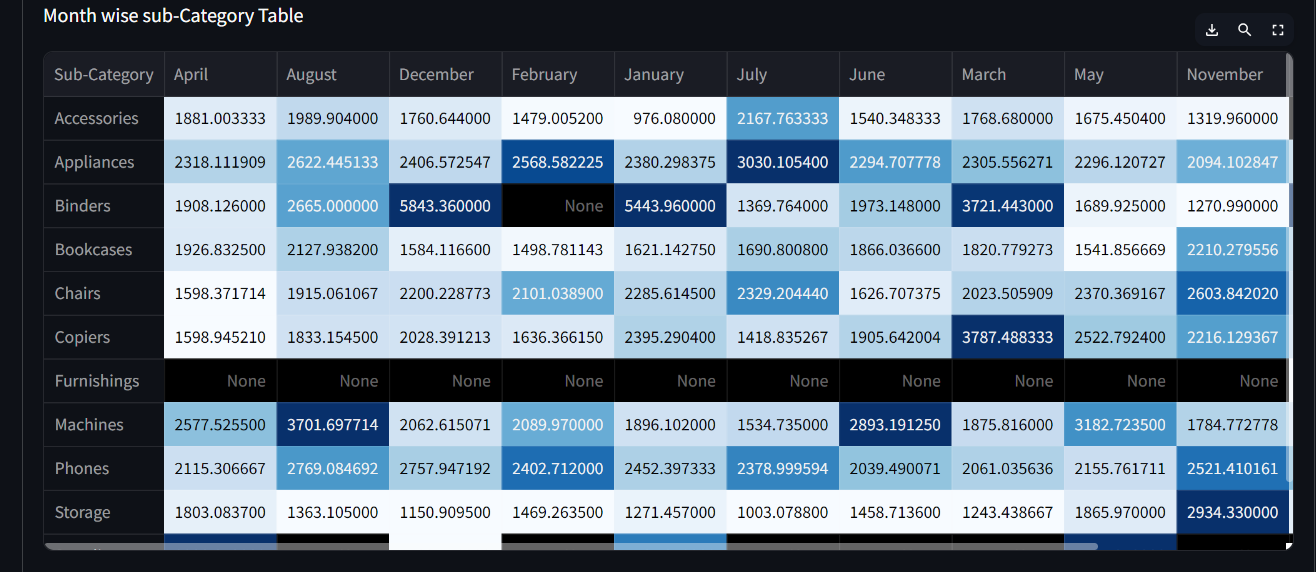 Month wise sub-Category Table
Sub-Category April August December February January July June March May November
Accessories 1881.003333 1989.904000 1760.644000 1479.005200 976.080000 2167.763333 1540.348333 1768.680000 1675.450400 1319.960000
Appliances 2318.111909 2622.445133 2406.572547 2568.582225 2380.298375 3030.105400 2294.707778 2305.556271 2296.120727 2094.102847
Binders 1908.126000 2665.000000 5843.360000 None 5443.960000 1369.764000 1973.148000 3721.443000 1689.925000 1270.990000
Bookcases 1926.832500 2127.938200 1584.116600 1498.781143 1621.142750 1690.800800 1866.036600 1820.779273 1541.856669 2210.279556
Chairs 1598.371714 1915.061067 2200.228773 2101.038900 2285.614500 2329.204440 1626.707375 2023.505909 2370.369167 2603.842020
Copiers 1598.945210 1833.154500 2028.391213 1636.366150 2395.290400 1418.835267 1905.642004 3787.488333 2522.792400 2216.129367
Furnishings None None None None None None None None None None
Machines 2577.525500 3701.697714 2062.615071 2089.970000 1896.102000 1534.735000 2893.191250 1875.816000 3182.723500 1784.772778
Phones 2115.306667 2769.084692 2757.947192 2402.712000 2452.397333 2378.999594 2039.490071 2061.035636 2155.761711 2521.410161
Storage 1803.083700 1363.105000 1150.909500 1469.263500 1271.457000 1003.078800 1458.713600 1243.438667 1865.970000 2934.330000